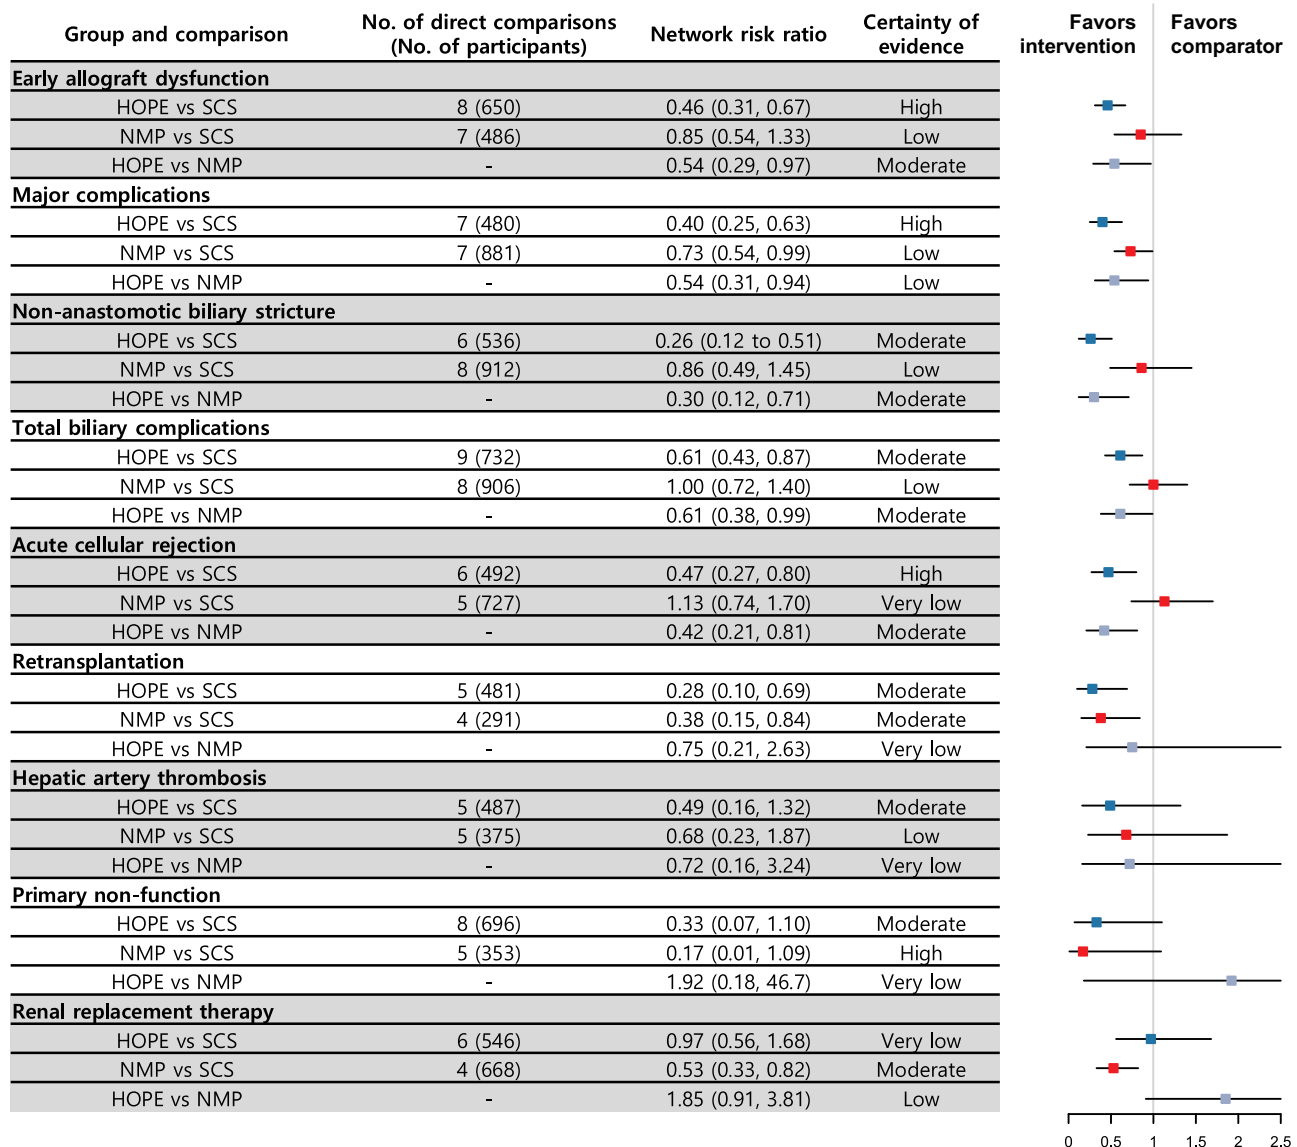 Group and comparison No. of direct comparisons (No. of participants) Network risk ratio Certainty of evidence Favors intervention Favors comparator
Early allograft dysfunction
HOPE vs SCS 8 (650) 0.46 (0.31, 0.67) High
NMP vs SCS 7 (486) 0.85 (0.54, 1.33) Low
HOPE vs NMP - 0.54 (0.29, 0.97) Moderate
Major complications
HOPE vs SCS 7 (480) 0.40 (0.25, 0.63) High
NMP vs SCS 7 (881) 0.73 (0.54, 0.99) Low
HOPE vs NMP - 0.54 (0.31, 0.94) Low
Non-anastomotic biliary stricture
HOPE vs SCS 6 (536) 0.26 (0.12 to 0.51) Moderate
NMP vs SCS 8 (912) 0.86 (0.49, 1.45) Low
HOPE vs NMP - 0.30 (0.12, 0.71) Moderate
Total biliary complications
HOPE vs SCS 9 (732) 0.61 (0.43, 0.87) Moderate
NMP vs SCS 8 (906) 1.00 (0.72, 1.40) Low
HOPE vs NMP - 0.61 (0.38, 0.99) Moderate
Acute cellular rejection
HOPE vs SCS 6 (492) 0.47 (0.27, 0.80) High
NMP vs SCS 5 (727) 1.13 (0.74, 1.70) Very low
HOPE vs NMP - 0.42 (0.21, 0.81) Moderate
Retransplantation
HOPE vs SCS 5 (481) 0.28 (0.10, 0.69) Moderate
NMP vs SCS 4 (291) 0.38 (0.15, 0.84) Moderate
HOPE vs NMP - 0.75 (0.21, 2.63) Very low
Hepatic artery thrombosis
HOPE vs SCS 5 (487) 0.49 (0.16, 1.32) Moderate
NMP vs SCS 5 (375) 0.68 (0.23, 1.87) Low
HOPE vs NMP - 0.72 (0.16, 3.24) Very low
Primary non-function
HOPE vs SCS 8 (696) 0.33 (0.07, 1.10) Moderate
NMP vs SCS 5 (353) 0.17 (0.01, 1.09) High
HOPE vs NMP - 1.92 (0.18, 46.7) Very low
Renal replacement therapy
HOPE vs SCS 6 (546) 0.97 (0.56, 1.68) Very low
NMP vs SCS 4 (668) 0.53 (0.33, 0.82) Moderate
HOPE vs NMP - 1.85 (0.91, 3.81) Low
0 0.5 1 1.5 2 2.5